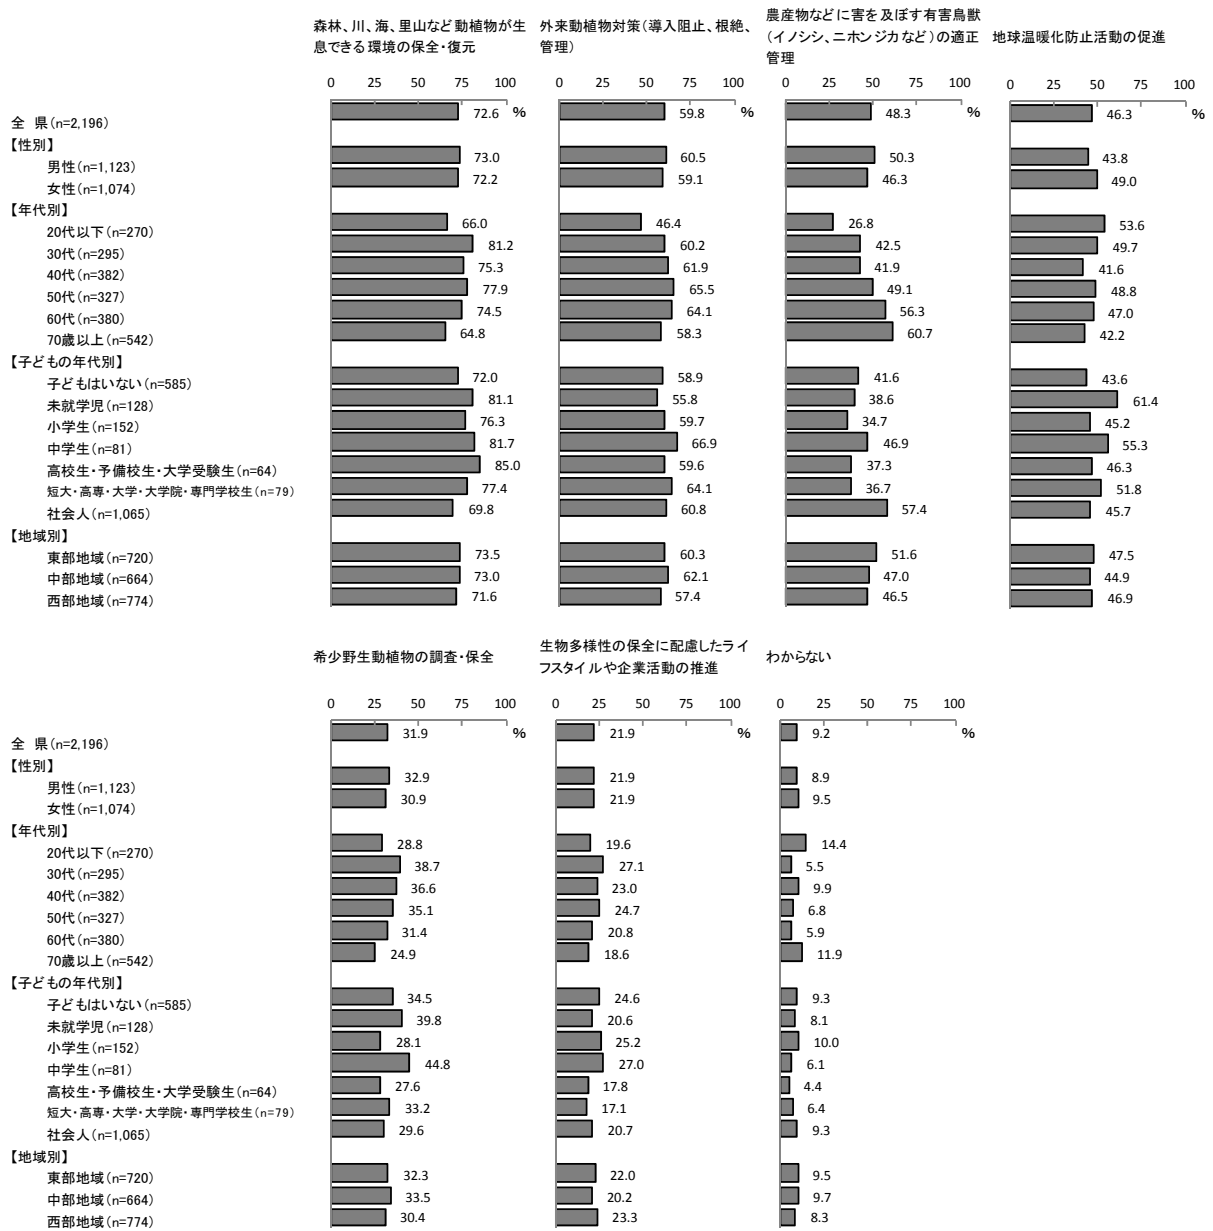 森林、川、海、里山など動植物が生
息できる環境の保全・復元
外来動植物対策（導入阻止、根絶、
管理）
農産物などに害を及ぼす有害鳥獣
（イノシシ、ニホンジカなど）の適正
管理
地球温暖化防止活動の促進
0 25 50 75 100 0 25 50 75 100 0 25 50 75 100 0 25 50 75 100
全 県(n=2,196) 72.6 % 59.8 % 48.3 % 46.3 %
【性別】
男性(n=1,123) 73.0 60.5 50.3 43.8
女性(n=1,074) 72.2 59.1 46.3 49.0
【年代別】
20代以下(n=270) 66.0 46.4 26.8 53.6
30代(n=295) 81.2 60.2 42.5 49.7
40代(n=382) 75.3 61.9 41.9 41.6
50代(n=327) 77.9 65.5 49.1 48.8
60代(n=380) 74.5 64.1 56.3 47.0
70歳以上(n=542) 64.8 58.3 60.7 42.2
【子どもの年代別】
子どもはいない(n=585) 72.0 58.9 41.6 43.6
未就学児(n=128) 81.1 55.8 38.6 61.4
小学生(n=152) 76.3 59.7 34.7 45.2
中学生(n=81) 81.7 66.9 46.9 55.3
高校生・予備校生・大学受験生(n=64) 85.0 59.6 37.3 46.3
短大・高専・大学・大学院・専門学校生(n=79) 77.4 64.1 36.7 51.8
社会人(n=1,065) 69.8 60.8 57.4 45.7
【地域別】
東部地域(n=720) 73.5 60.3 51.6 47.5
中部地域(n=664) 73.0 62.1 47.0 44.9
西部地域(n=774) 71.6 57.4 46.5 46.9
希少野生動植物の調査・保全
生物多様性の保全に配慮したライ
フスタイルや企業活動の推進
わからない
0 25 50 75 100 0 25 50 75 100 0 25 50 75 100
全 県(n=2,196) 31.9 % 21.9 % 9.2 %
【性別】
男性(n=1,123) 32.9 21.9 8.9
女性(n=1,074) 30.9 21.9 9.5
【年代別】
20代以下(n=270) 28.8 19.6 14.4
30代(n=295) 38.7 27.1 5.5
40代(n=382) 36.6 23.0 9.9
50代(n=327) 35.1 24.7 6.8
60代(n=380) 31.4 20.8 5.9
70歳以上(n=542) 24.9 18.6 11.9
【子どもの年代別】
子どもはいない(n=585) 34.5 24.6 9.3
未就学児(n=128) 39.8 20.6 8.1
小学生(n=152) 28.1 25.2 10.0
中学生(n=81) 44.8 27.0 6.1
高校生・予備校生・大学受験生(n=64) 27.6 17.8 4.4
短大・高専・大学・大学院・専門学校生(n=79) 33.2 17.1 6.4
社会人(n=1,065) 29.6 20.7 9.3
【地域別】
東部地域(n=720) 32.3 22.0 9.5
中部地域(n=664) 33.5 20.2 9.7
西部地域(n=774) 30.4 23.3 8.3